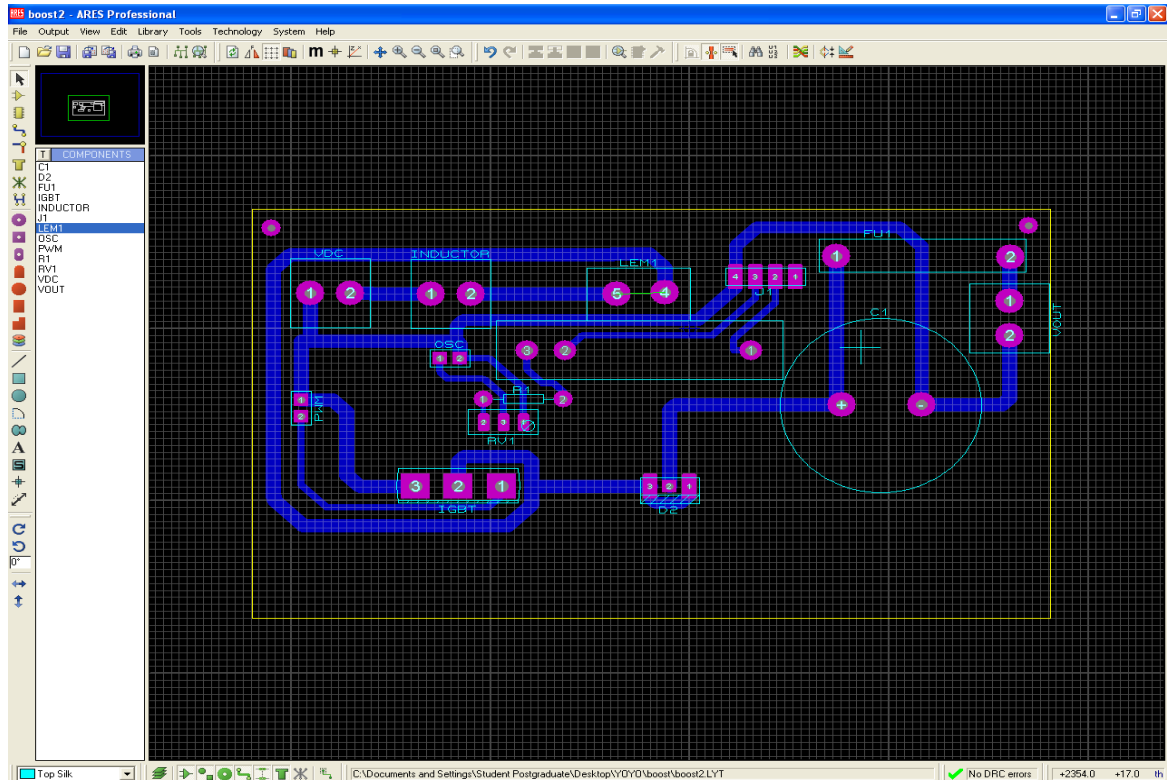 boost2 - ARES Professional
File Output View Edit Library Tools Technology System Help
m
T COMPONENTS
C1
D2
FU1
IGBT
INDUCTOR
J1
LEM1
OSC
PWM
R1
RV1
VDC
VOUT
A
S
0°
FU1
1 2
VDC INDUCTOR LEM1
4 3 2 1
J1
1 2 1 2 5 4
1
2
VOUT
C1
OSC
1 2
3 2 1
R1
1 2
1
2
PWM
2 3 1
RV1
+ -
3 2 1
IGBT
3 2 1
D2
Top Silk
C:\Documents and Settings\Student Postgraduate\Desktop\YOYO\boost\boost2.LYT
No DRC errors
+2354.0 +17.0 th